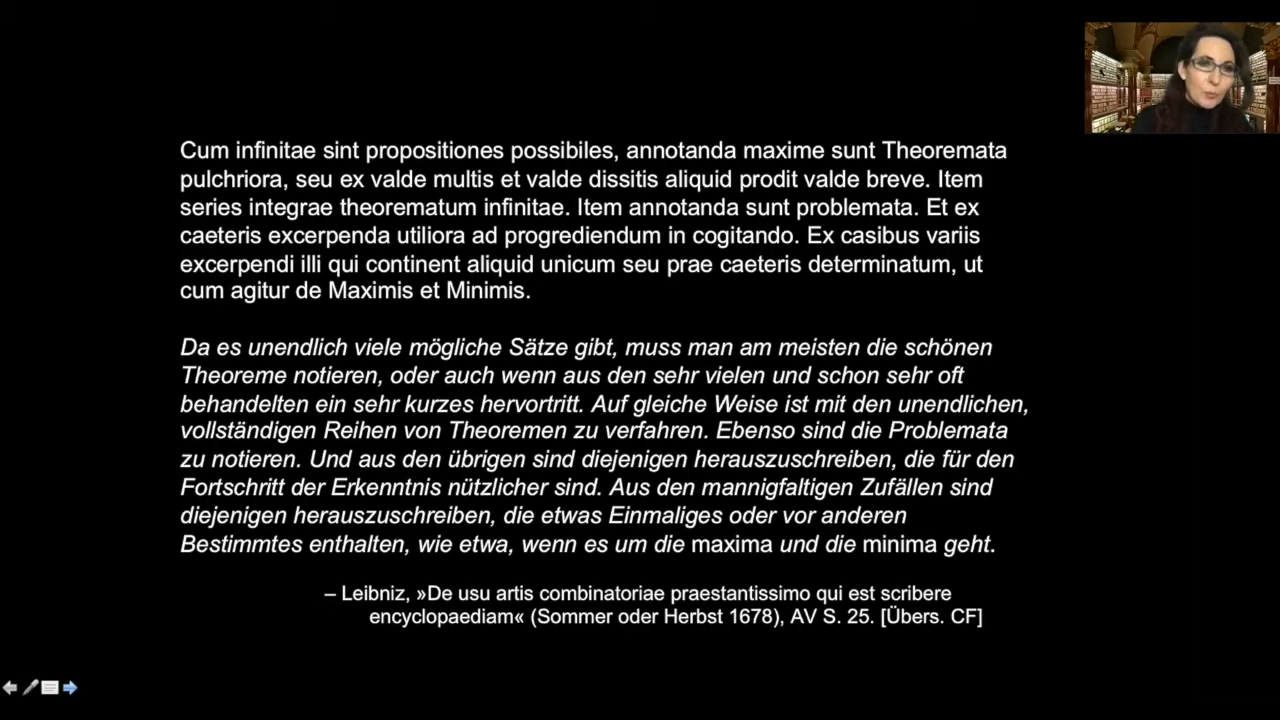 Cum infinitae sint propositiones possibiles, annotanda maxime sunt Theoremata
pulchriora, seu ex valde multis et valde dissitis aliquid prodit valde breve. Item
series integrae theorematum infinitae. Item annotanda sunt problemata. Et ex
caeteris excerpenda utiliora ad progrediendum in cogitando. Ex casibus variis
excerpendi illi qui continent aliquid unicum seu prae caeteris determinatum, ut
cum agitur de Maximis et Minimis.
Da es unendlich viele mögliche Sätze gibt, muss man am meisten die schönen
Theoreme notieren, oder auch wenn aus den sehr vielen und schon sehr oft
behandelten ein sehr kurzes hervortritt. Auf gleiche Weise ist mit den unendlichen,
vollständigen Reihen von Theoremen zu verfahren. Ebenso sind die Problemata
zu notieren. Und aus den übrigen sind diejenigen herauszuschreiben, die für den
Fortschritt der Erkenntnis nützlicher sind. Aus den mannigfaltigen Zufällen sind
diejenigen herauszuschreiben, die etwas Einmaliges oder vor anderen
Bestimmtes enthalten, wie etwa, wenn es um die maxima und die minima geht.
– Leibniz, »De usu artis combinatoriae praestantissimo qui est scribere
encyclopaediam« (Sommer oder Herbst 1678), AV S. 25. [Übers. CF]